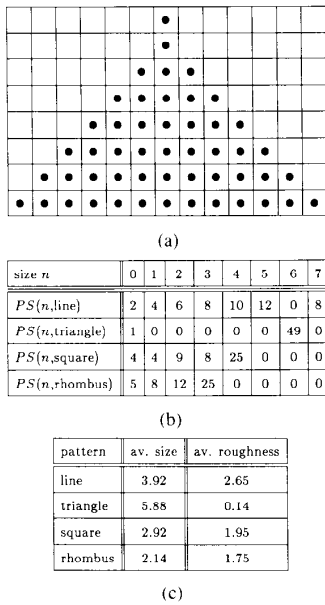 (a)
size n 0 1 2 3 4 5 6 7
PS(n,line) 2 4 6 8 10 12 0 8
PS(n,triangle) 1 0 0 0 0 0 49 0
PS(n,square) 4 4 9 8 25 0 0 0
PS(n,rhombus) 5 8 12 25 0 0 0 0
(b)
pattern av. size av. roughness
line 3.92 2.65
triangle 5.88 0.14
square 2.92 1.95
rhombus 2.14 1.75
(c)